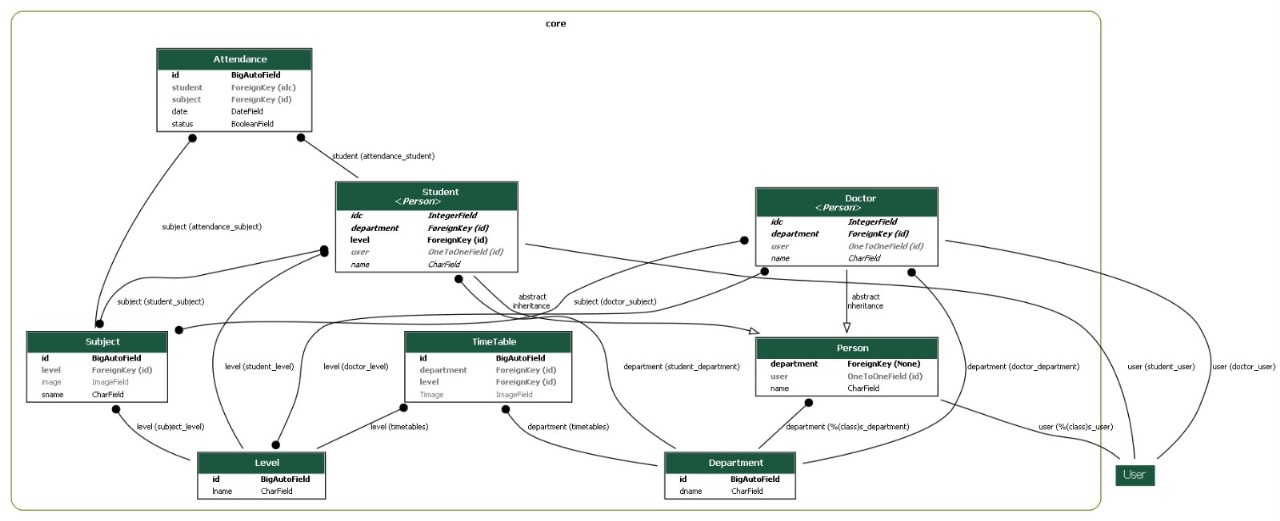 core
Attendance
id BigAutoField
student ForeignKey (idc)
subject ForeignKey (id)
date DateField
status BooleanField
student (attendance_student)
Student
<Person>
idc IntegerField
department ForeignKey (id)
level ForeignKey (id)
user OneToOneField (id)
name CharField
Doctor
<Person>
idc IntegerField
department ForeignKey (id)
user OneToOneField (id)
name CharField
subject (attendance_subject)
subject (student_subject)
abstract
inheritance
subject (doctor_subject)
abstract
inheritance
Subject
id BigAutoField
level ForeignKey (id)
image ImageField
sname CharField
level (student_level)
level (doctor_level)
TimeTable
id BigAutoField
department ForeignKey (id)
level ForeignKey (id)
Timage ImageField
department (student_department)
Person
department ForeignKey (None)
user OneToOneField (id)
name CharField
department (doctor_department)
user (student_user)
user (doctor_user)
level (subject_level)
level (timetables)
department (timetables)
department (%(class)s_department)
user (%(class)s_user)
Level
id BigAutoField
lname CharField
Department
id BigAutoField
dname CharField
User